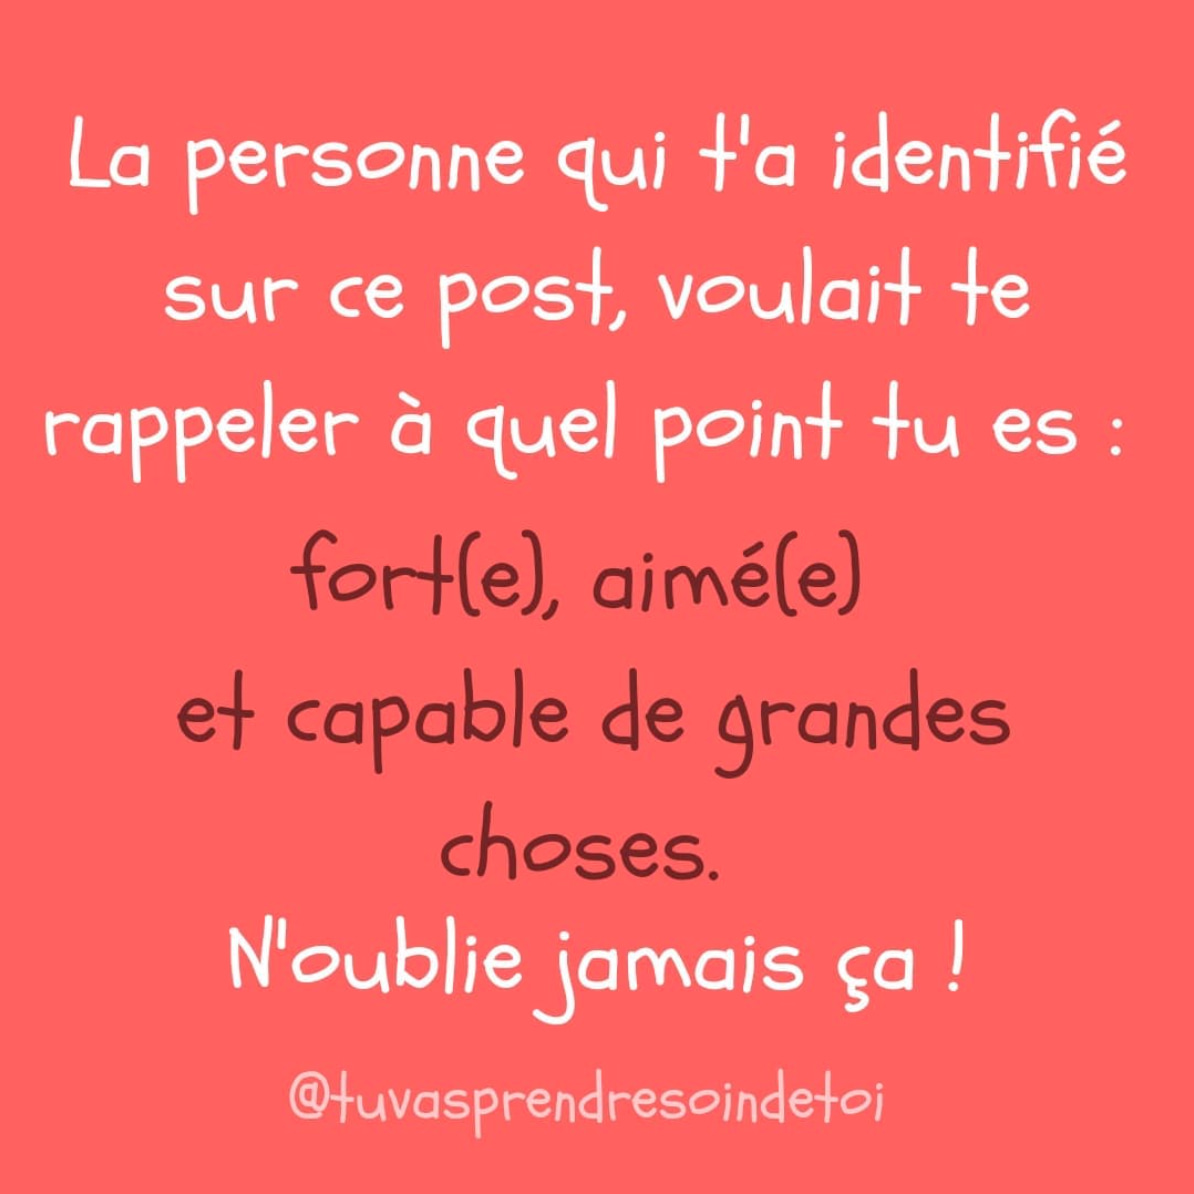 La personne qui t'a identifié
sur ce post, voulait te
rappeler à quel point tu es :
fort(e), aimé(e)
et capable de grandes
choses.
N'oublie jamais ça !
@tuvasprendresoindetoi